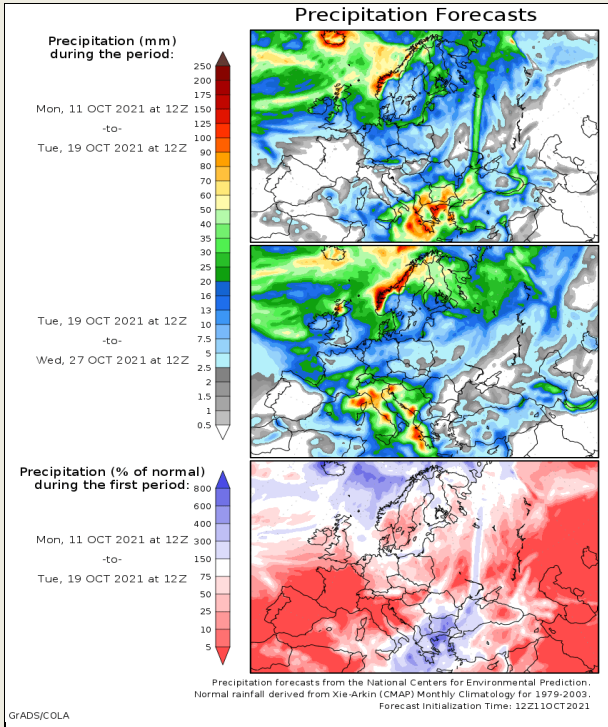 Precipitation Forecasts
Precipitation (mm)
during the period:
250
200
175
150
125
100
90
80
70
60
50
40
35
30
25
20
16
13
10
7.5
5
2.5
2
1.5
1
0.5
Mon, 11 OCT 2021 at 12Z
-to-
Tue, 19 OCT 2021 at 12Z
Tue, 19 OCT 2021 at 12Z
-to-
Wed, 27 OCT 2021 at 12Z
Precipitation (% of normal)
during the first period:
800
600
400
300
150
75
50
25
10
5
Mon, 11 OCT 2021 at 12Z
-to-
Tue, 19 OCT 2021 at 12Z
Precipitation forecasts from the National Centers for Environmental Prediction.
Normal rainfall derived from Xie-Arkin (CMAP) Monthly Climatology for 1979-2003.
Forecast Initialization Time: 12Z11OCT2021
GrADS/COLA